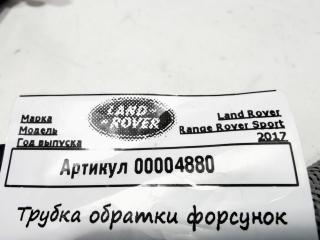 Марка LAND Land Rover
Модель ~ROVER Range Rover Sport
Год выпуска 2017
Артикул 00004880
Трубка обратки форсунок